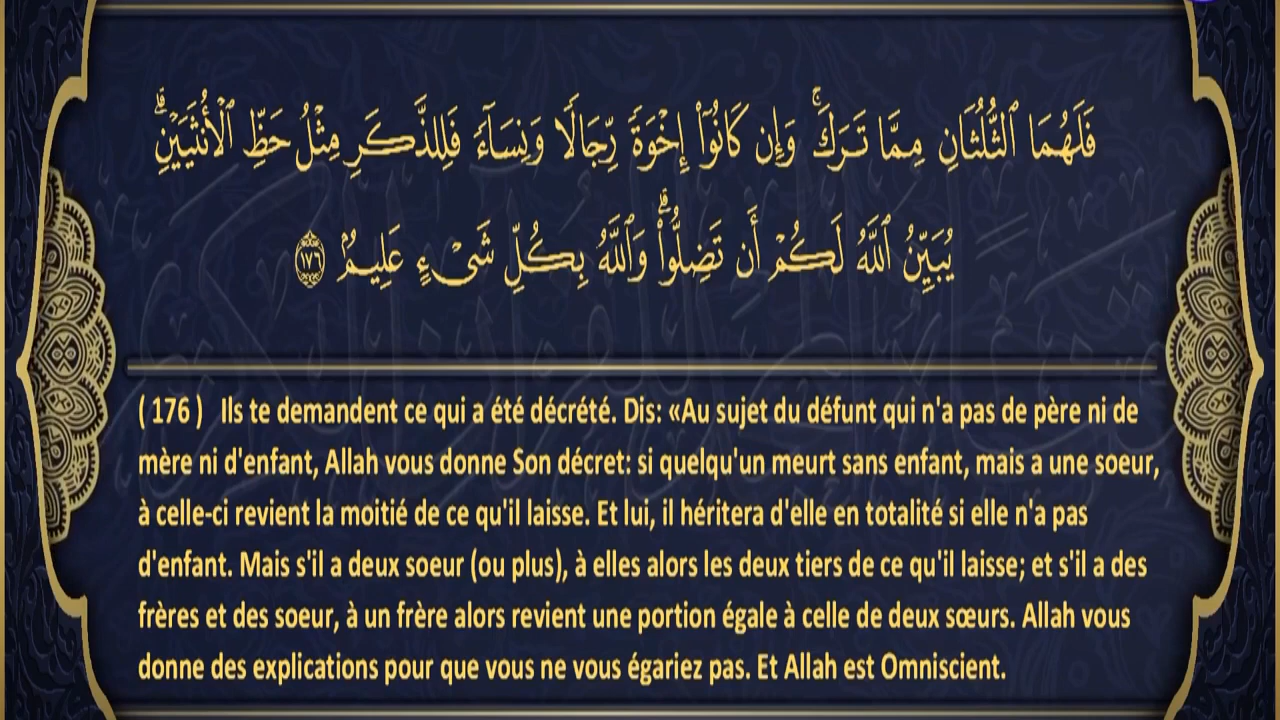 فَلَهُمَا ٱلثُّلُثَانِ مِمَّا تَرَكَۚ وَإِن كَانُوٓاْ إِخۡوَةٗ رِّجَالٗا وَنِسَآءٗ فَلِلذَّكَرِ مِثۡلُ حَظِّ ٱلۡأُنثَيَيۡنِۗ
يُبَيِّنُ ٱللَّهُ لَكُمۡ أَن تَضِلُّواْۗ وَٱللَّهُ بِكُلِّ شَيۡءٍ عَلِيمُۢ ١٧٦
( 176 ) Ils te demandent ce qui a été décrété. Dis: «Au sujet du défunt qui n'a pas de père ni de
mère ni d'enfant, Allah vous donne Son décret: si quelqu'un meurt sans enfant, mais a une soeur,
à celle-ci revient la moitié de ce qu'il laisse. Et lui, il héritera d'elle en totalité si elle n'a pas
d'enfant. Mais s'il a deux soeur (ou plus), à elles alors les deux tiers de ce qu'il laisse; et s'il a des
frères et des soeur, à un frère alors revient une portion égale à celle de deux sœurs. Allah vous
donne des explications pour que vous ne vous égariez pas. Et Allah est Omniscient.